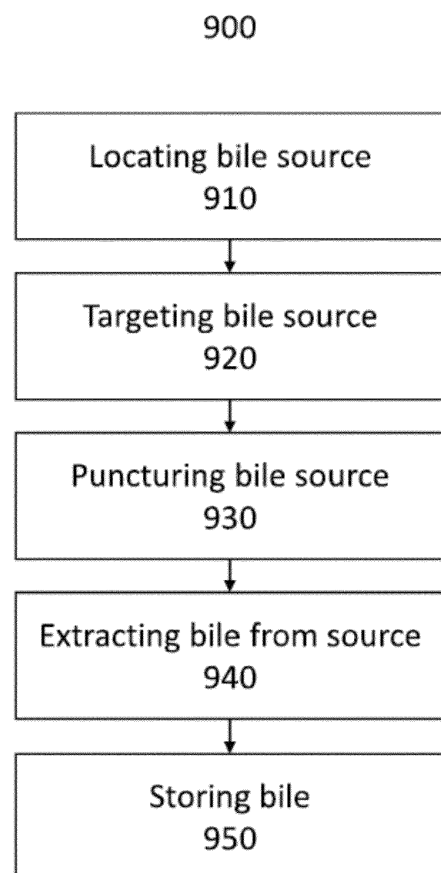 900
Locating bile source
910
Targeting bile source
920
Puncturing bile source
930
Extracting bile from source
940
Storing bile
950